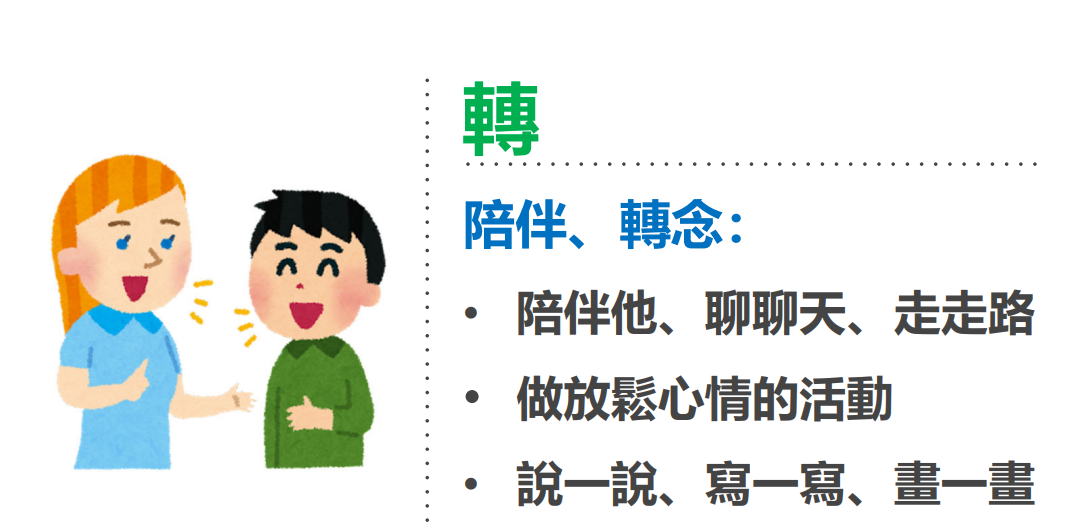 轉
陪伴、轉念:
• 陪伴他、聊聊天、走走路
• 做放鬆心情的活動
• 說一說、寫一寫、畫一畫